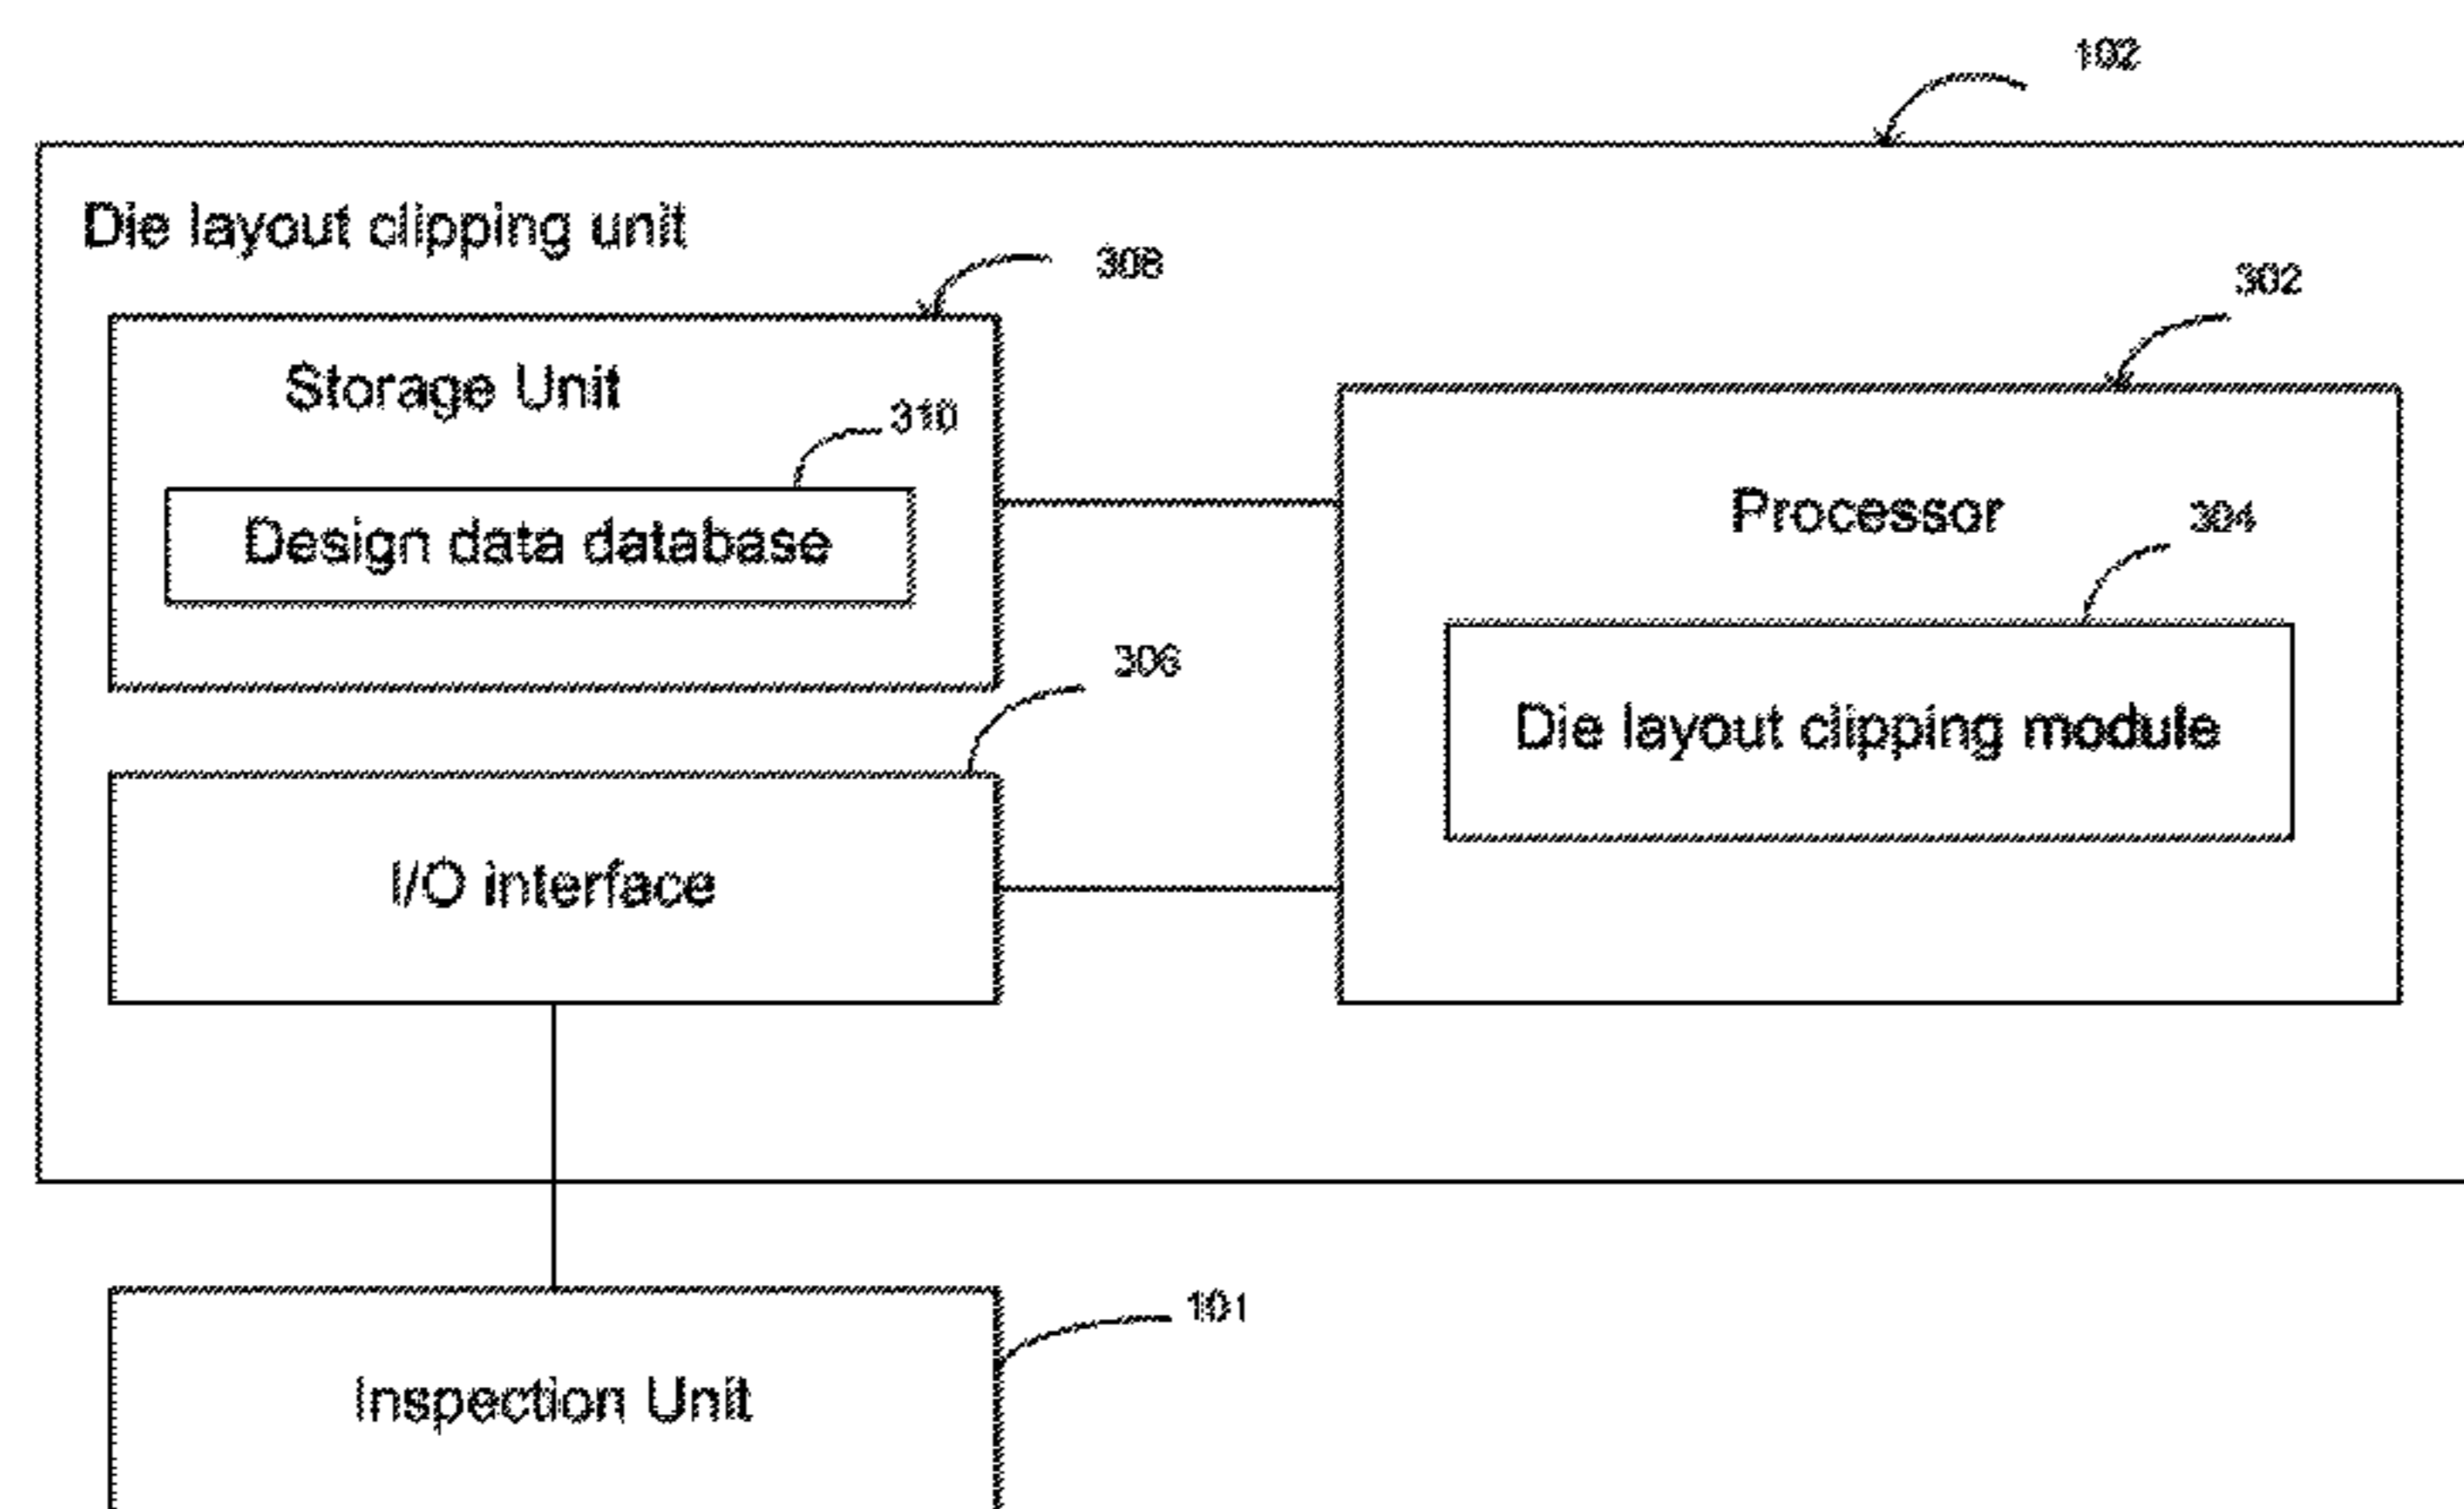 102
Die layout clipping unit
308
302
Storage Unit
310
Processor
304
Design data database
306
Die layout clipping module
I/O interface
101
Inspection Unit